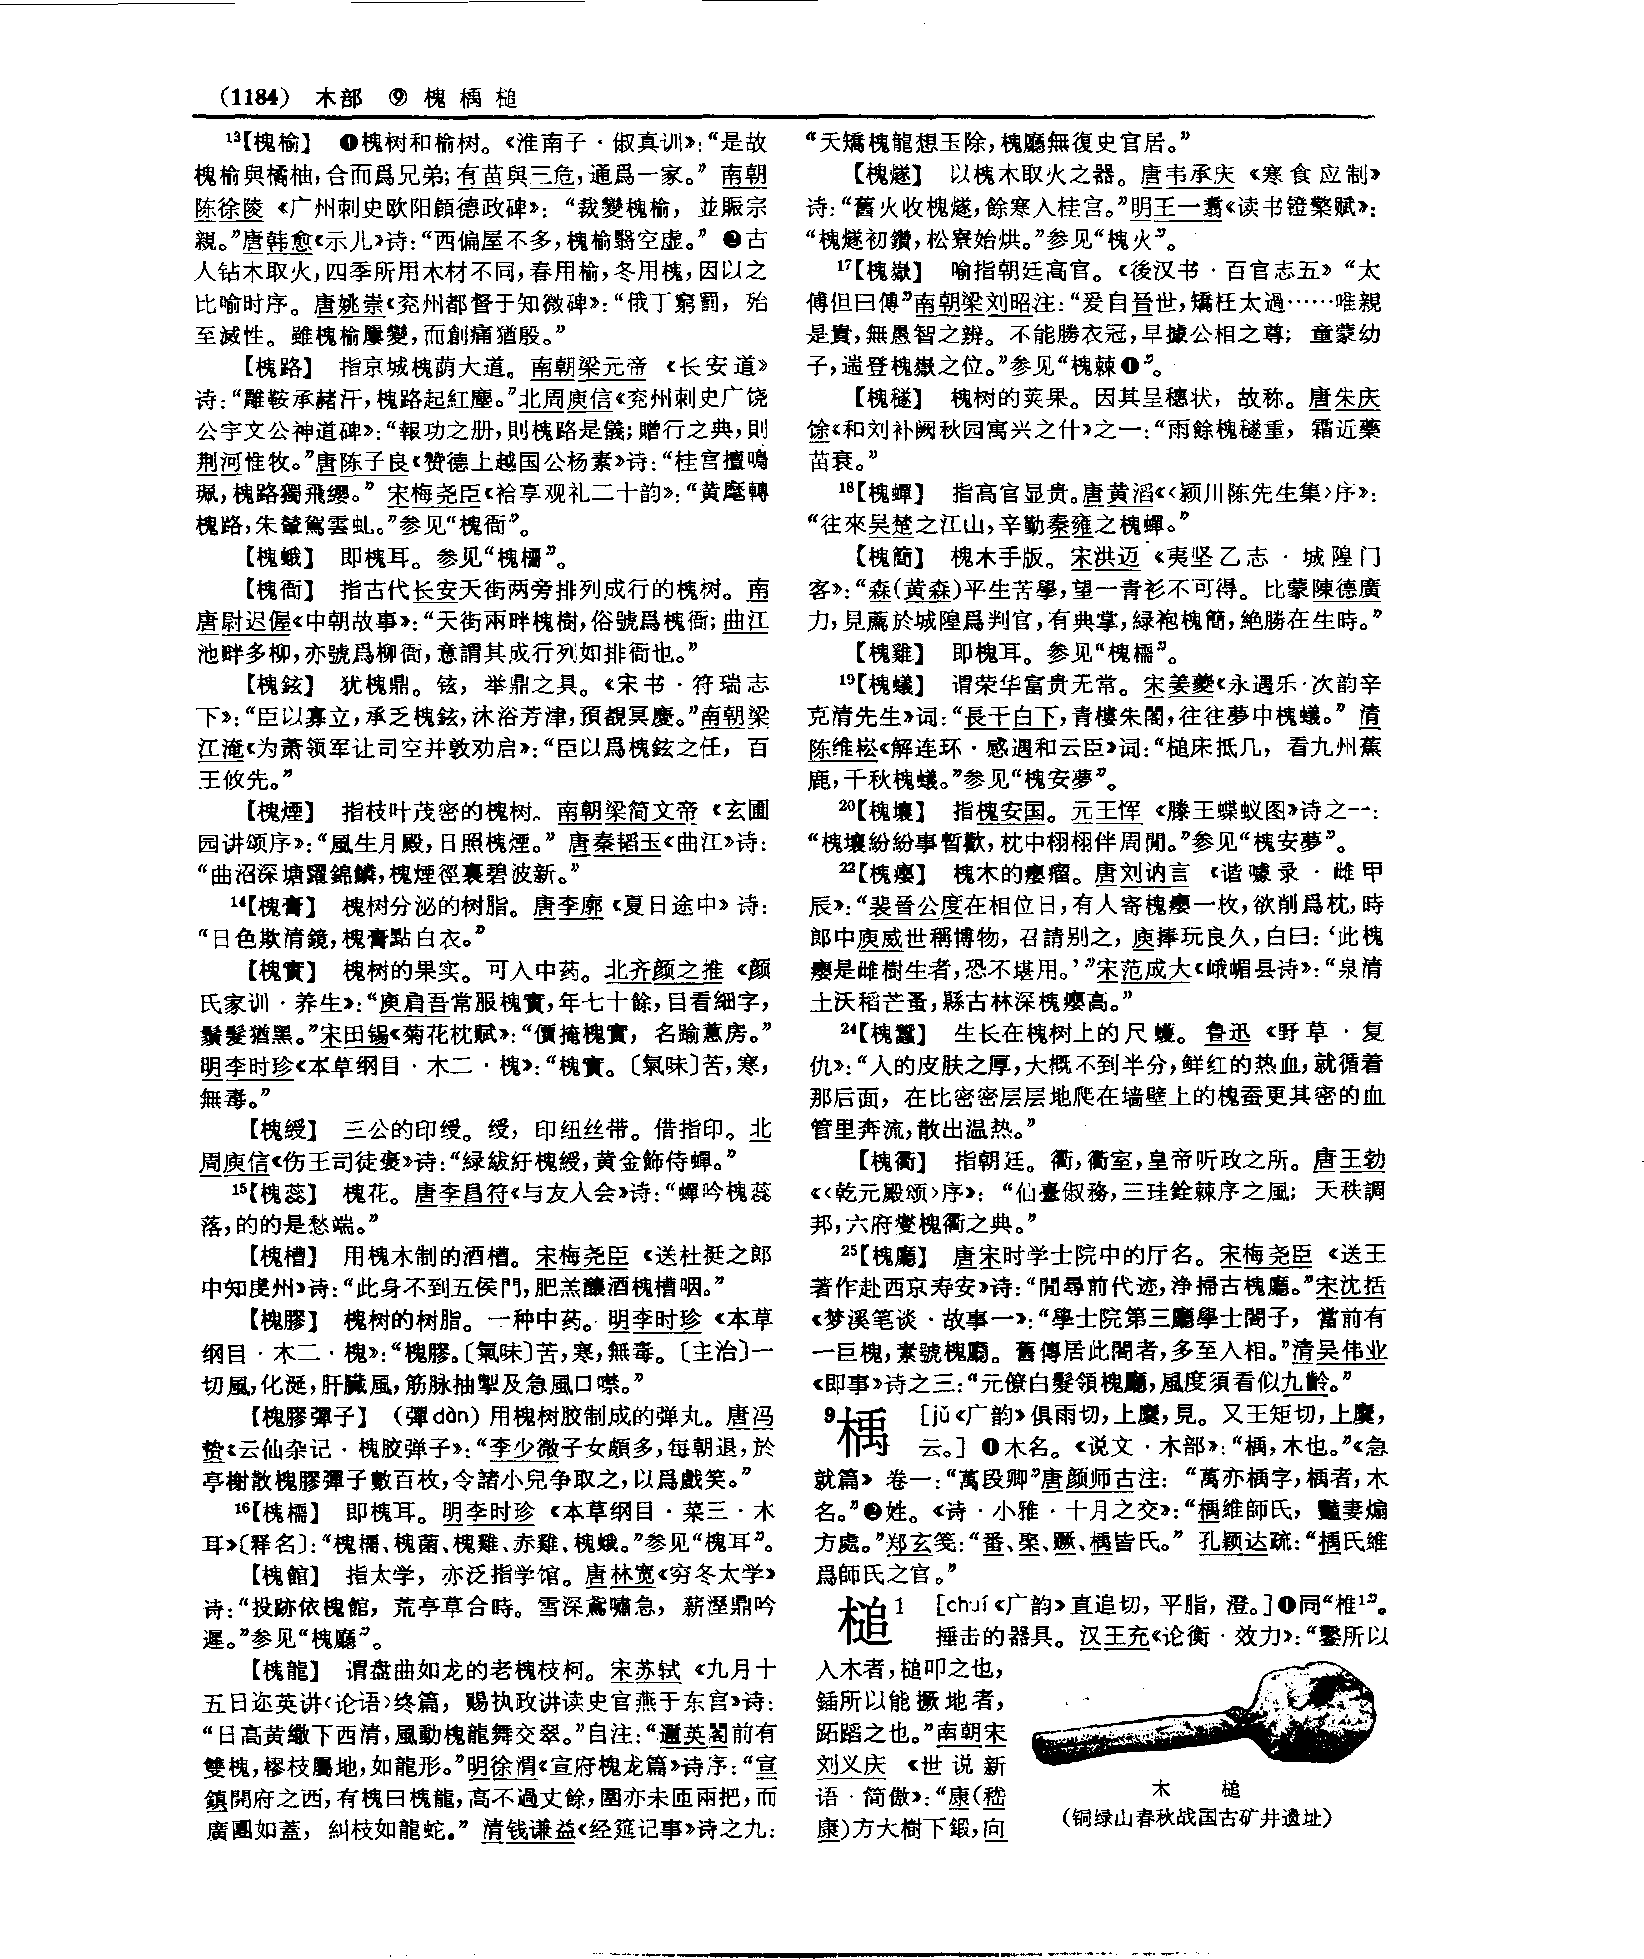 (1184) 木部 ⑨ 槐楀槌
13【槐榆】 ❶槐树和榆树。《淮南子·俶真训》：“是故
槐榆與橘柚，合而爲兄弟；有苗與三危，通爲一家。”南朝
陈徐陵《广州刺史欧阳頠德政碑》：“裁變槐榆，並賑宗
親。”唐韩愈《示儿》诗：“西偏屋不多，槐榆翳空虚。” ❷古
人钻木取火，四季所用木材不同，春用榆，冬用槐，因以之
比喻时序。唐姚崇《兖州都督于知微碑》：“俄丁窮罰，殆
至滅性。雖槐榆屢變，而創痛猶殷。”
【槐路】 指京城槐荫大道。南朝梁元帝《长安道》
诗：“雕鞍承赭汗，槐路起紅塵。”北周庾信《兖州刺史广饶
公宇文公神道碑》：“報功之册，則槐路是儀；贈行之典，則
荆河惟牧。”唐陈子良《赞德上越国公杨素》诗：“桂宫擅鳴
珮，槐路獨飛纓。”宋梅尧臣《祫享观礼二十韵》：“黄麾轉
槐路，朱輦駕雲虬。”参见“槐衙”。
【槐蛾】 即槐耳。参见“槐檽”。
【槐衙】 指古代长安天街两旁排列成行的槐树。南
唐尉迟偓《中朝故事》：“天街兩畔槐樹，俗號爲槐衙；曲江
池畔多柳，亦號爲柳衙，意謂其成行列如排衙也。”
【槐鉉】 犹槐鼎。铉，举鼎之具。《宋书·符瑞志
下》：“臣以寡立，承乏槐鉉，沐浴芳津，預覩冥慶。”南朝梁
江淹《为萧领军让司空并敦劝启》：“臣以爲槐鉉之任，百
王攸先。”
【槐煙】 指枝叶茂密的槐树。南朝梁简文帝《玄圃
园讲颂序》：“風生月殿，日照槐煙。”唐秦韬玉《曲江》诗：
“曲沼深塘躍錦鱗，槐煙徑裏碧波新。”
14【槐膏】 槐树分泌的树脂。唐李廓《夏日途中》诗：
“日色欺清鏡，槐膏點白衣。”
【槐實】 槐树的果实。可入中药。北齐颜之推《颜
氏家训·养生》：“庾肩吾常服槐實，年七十餘，目看細字，
鬚髮猶黑。”宋田锡《菊花枕赋》：“價掩槐實，名踰蕙房。”
明李时珍《本草纲目·木二·槐》：“槐實。〔氣味〕苦，寒，
無毒。”
【槐綬】 三公的印绶。绶，印纽丝带。借指印。北
周庾信《伤王司徒褒》诗：“緑紱紆槐綬，黄金飾侍蟬。”
15【槐蕊】 槐花。唐李昌符《与友人会》诗：“蟬吟槐蕊
落，的的是愁端。”
【槐槽】 用槐木制的酒槽。宋梅尧臣《送杜挺之郎
中知虔州》诗：“此身不到五侯門，肥羔釀酒槐槽咽。”
【槐膠】 槐树的树脂。一种中药。明李时珍《本草
纲目·木二·槐》：“槐膠。〔氣味〕苦，寒，無毒。〔主治〕一
切風，化涎，肝臟風，筋脉抽掣及急風口噤。”
【槐膠彈子】 (彈 dàn) 用槐树胶制成的弹丸。唐冯
贽《云仙杂记·槐胶弹子》：“李少微子女頗多，每朝退，於
亭榭散槐膠彈子數百枚，令諸小兒争取之，以爲戲笑。”
16【槐檽】 即槐耳。明李时珍《本草纲目·菜三·木
耳》〔释名〕：“槐檽、槐菌、槐雞、赤雞、槐蛾。”参见“槐耳”。
【槐館】 指太学，亦泛指学馆。唐林宽《穷冬太学》
诗：“投跡依槐館，荒亭草合時。雪深鳶嘯急，薪溼鼎吟
遲。”参见“槐廳”。
【槐龍】 谓盘曲如龙的老槐枝柯。宋苏轼《九月十
五日迩英讲〈论语〉终篇，赐执政讲读史官燕于东宫》诗：
“日高黄繖下西清，風動槐龍舞交翠。”自注：“邇英閣前有
雙槐，樛枝屬地，如龍形。”明徐渭《宣府槐龙篇》诗序：“宣
鎮開府之西，有槐曰槐龍，高不過丈餘，圍亦未匝兩把，而
廣團如蓋，糾枝如龍蛇。”清钱谦益《经筵记事》诗之九：
“天矯槐龍想玉除，槐廳無復史官居。”
【槐燧】 以槐木取火之器。唐韦承庆《寒食应制》
诗：“舊火收槐燧，餘寒入桂宫。”明王一翥《读书镫檠赋》：
“槐燧初鑽，松寮始烘。”参见“槐火”。
17【槐嶽】 喻指朝廷高官。《後汉书·百官志五》“太
傅但曰傅”南朝梁刘昭注：“爰自晉世，矯枉太過……唯親
是貴，無愚智之辨。不能勝衣冠，早據公相之尊；童蒙幼
子，遄登槐嶽之位。”参见“槐棘❶”。
【槐穟】 槐树的荚果。因其呈穗状，故称。唐朱庆
馀《和刘补阙秋园寓兴之什》之一：“雨餘槐穟重，霜近藥
苗衰。”
18【槐蟬】 指高官显贵。唐黄滔《〈颍川陈先生集〉序》：
“往來吴楚之江山，辛勤秦雍之槐蟬。”
【槐簡】 槐木手版。宋洪迈《夷坚乙志·城隍门
客》：“森(黄森)平生苦學，望一青衫不可得。比蒙陳德廣
力，見薦於城隍爲判官，有典掌，緑袍槐簡，絶勝在生時。”
【槐雞】 即槐耳。参见“槐檽”。
19【槐蟻】 谓荣华富贵无常。宋姜夔《永遇乐·次韵辛
克清先生》词：“長干白下，青樓朱閣，往往夢中槐蟻。”清
陈维崧《解连环·感遇和云臣》词：“槌床抵几，看九州蕉
鹿，千秋槐蟻。”参见“槐安夢”。
20【槐壤】 指槐安国。元王恽《滕王蝶蚁图》诗之一：
“槐壤紛紛事暫歡，枕中栩栩伴周閒。”参见“槐安夢”。
22【槐癭】 槐木的瘿瘤。唐刘讷言《谐噱录·雌甲
辰》：“裴晉公度在相位日，有人寄槐癭一枚，欲削爲枕，時
郎中庾威世稱博物，召請别之，庾捧玩良久，白曰：‘此槐
癭是雌樹生者，恐不堪用。’”宋范成大《峨嵋县诗》：“泉清
土沃稻芒蚤，縣古林深槐癭高。”
24【槐蠶】 生长在槐树上的尺蠖。鲁迅《野草·复
仇》：“人的皮肤之厚，大概不到半分，鲜红的热血，就循着
那后面，在比密密层层地爬在墙壁上的槐蚕更其密的血
管里奔流，散出温热。”
【槐衢】 指朝廷。衢，衢室，皇帝听政之所。唐王勃
《〈乾元殿颂〉序》：“仙臺俶務，三珪銓棘序之風；天秩調
邦，六府燮槐衢之典。”
25【槐廳】 唐宋时学士院中的厅名。宋梅尧臣《送王
著作赴西京寿安》诗：“閒尋前代迹，浄掃古槐廳。”宋沈括
《梦溪笔谈·故事一》：“學士院第三廳學士閤子，當前有
一巨槐，素號槐廳。舊傳居此閤者，多至入相。”清吴伟业
《即事》诗之三：“元僚白髮領槐廳，風度須看似九齡。”
9楀 [jǔ《广韵》俱雨切，上麌，見。又王矩切，上麌，
云。] ❶木名。《说文·木部》：“楀，木也。”《急
就篇》卷一：“萬段卿”唐颜师古注：“萬亦楀字，楀者，木
名。”❷姓。《诗·小雅·十月之交》：“楀維師氏，豔妻煽
方處。”郑玄笺：“番、棸、蹶、楀皆氏。”孔颖达疏：“楀氏維
爲師氏之官。”
槌1 [chuí《广韵》直追切，平脂，澄。]❶同“椎1”。
捶击的器具。汉王充《论衡·效力》：“鑿所以
入木者，槌叩之也，
鍤所以能撅地者，
跖蹈之也。”南朝宋
刘义庆《世说新
语·简傲》：“康(嵇
康)方大樹下鍛，向
木 槌
(铜绿山春秋战国古矿井遗址)